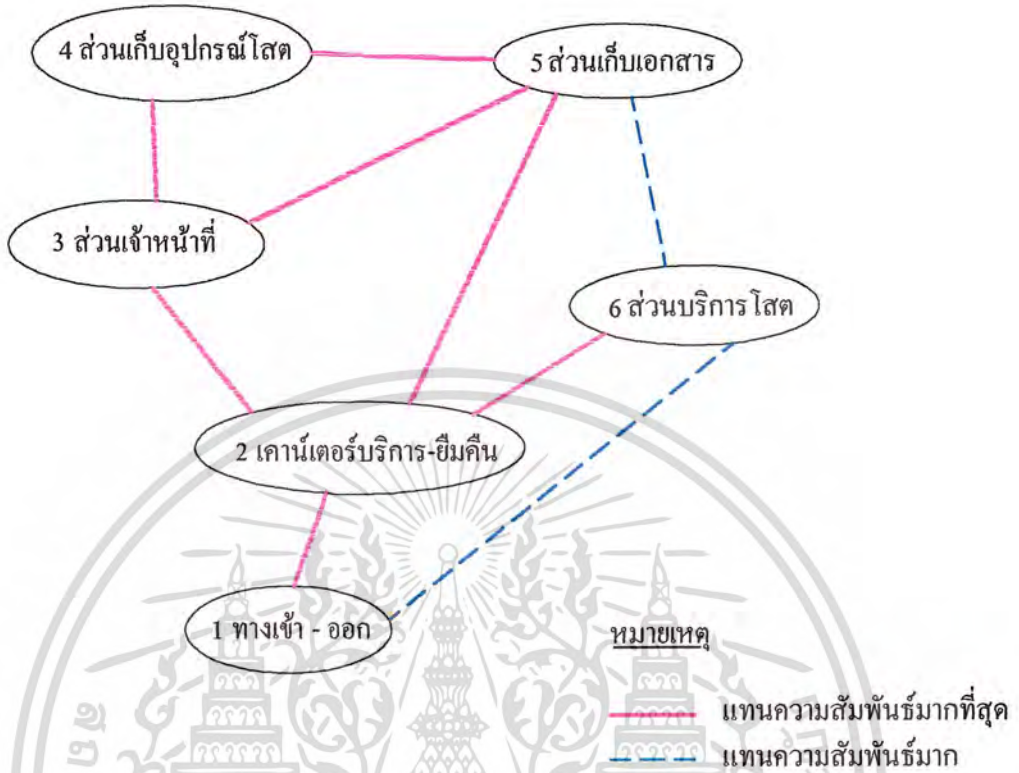 4 ส่วนเก็บอุปกรณ์โสต
5 ส่วนเก็บเอกสาร
3 ส่วนเจ้าหน้าที่
6 ส่วนบริการโสต
2 เคาน์เตอร์บริการ-ยืมคืน
1 ทางเข้า - ออก
หมายเหตุ
แทนความสัมพันธ์มากที่สุด
แทนความสัมพันธ์มาก